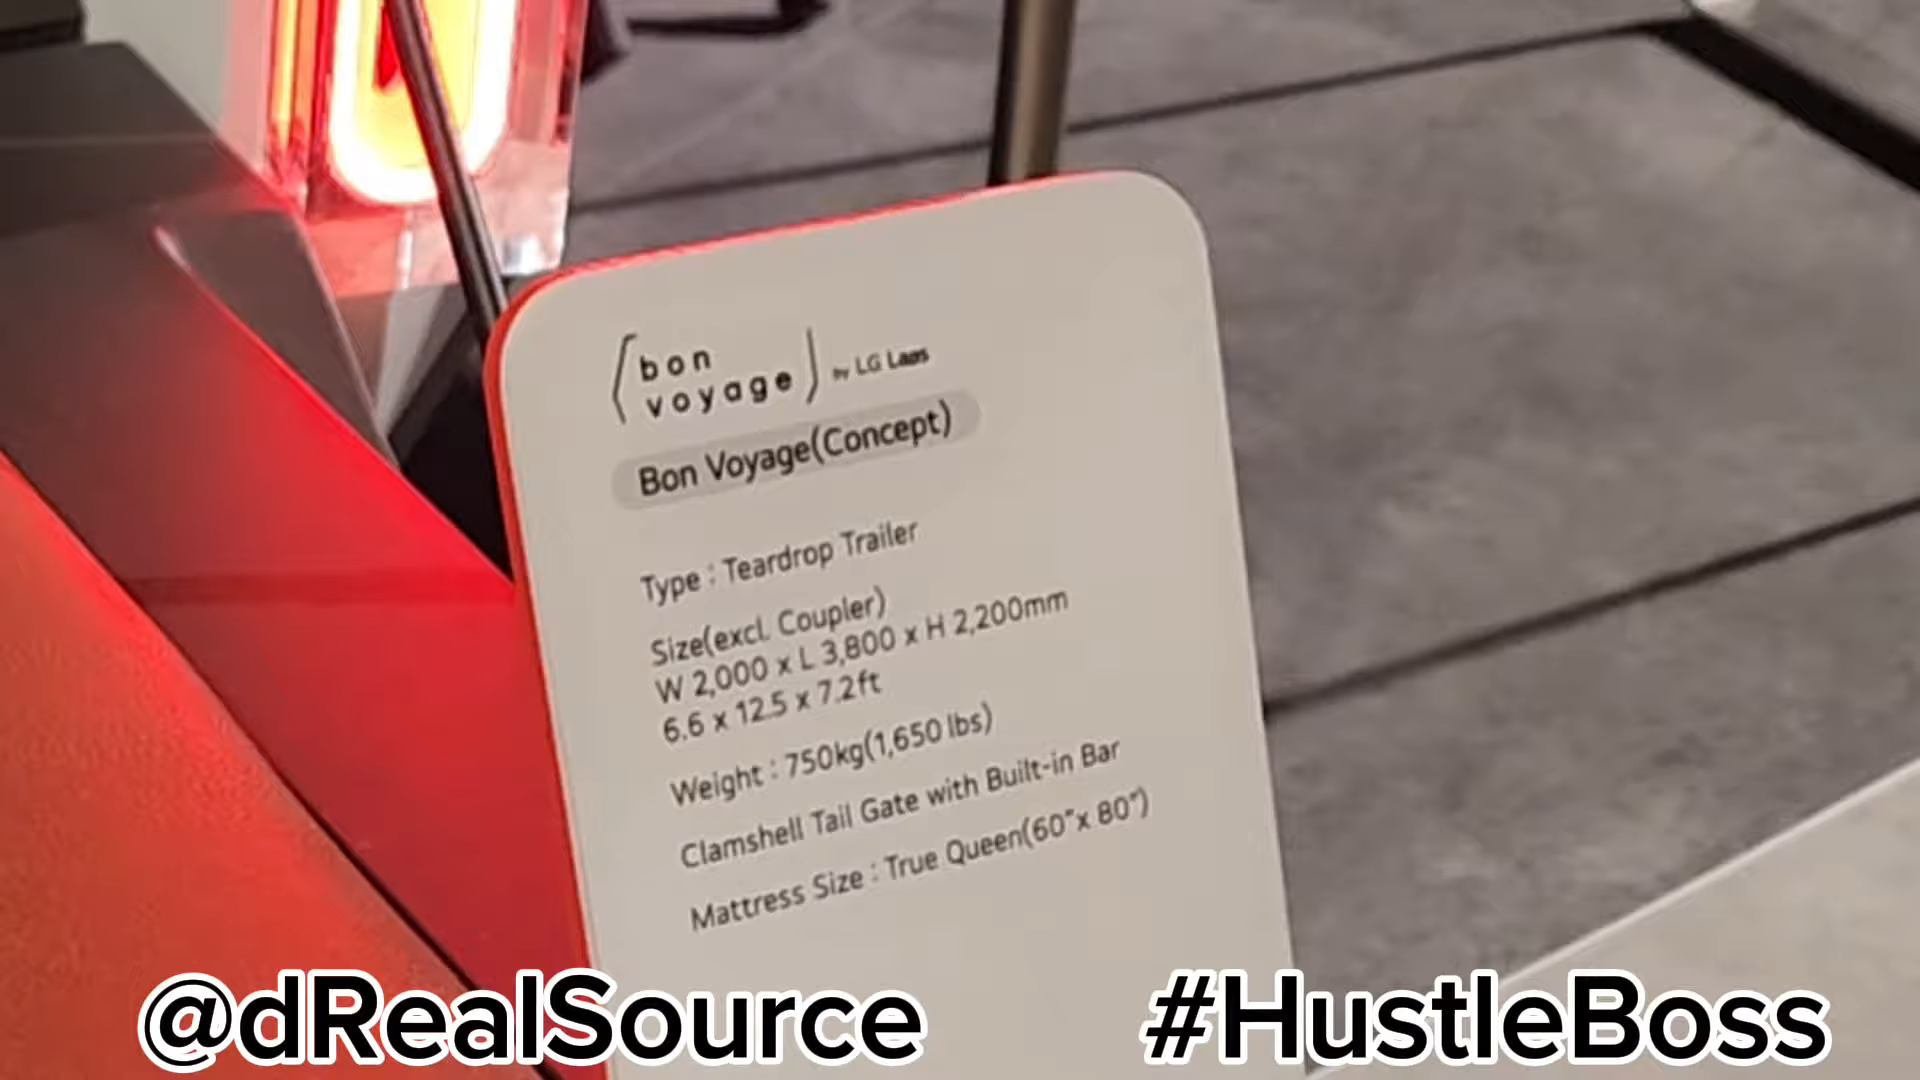 bon
voyage by LG Labs
Bon Voyage(Concept)
Type : Teardrop Trailer
Size(excl. Coupler)
W 2,000 x L 3,800 x H 2,200mm
6.6 x 12.5 x 7.2ft
Weight : 750kg(1,650 lbs)
Clamshell Tail Gate with Built-in Bar
Mattress Size : True Queen(60"x 80")
@dRealSource #HustleBoss